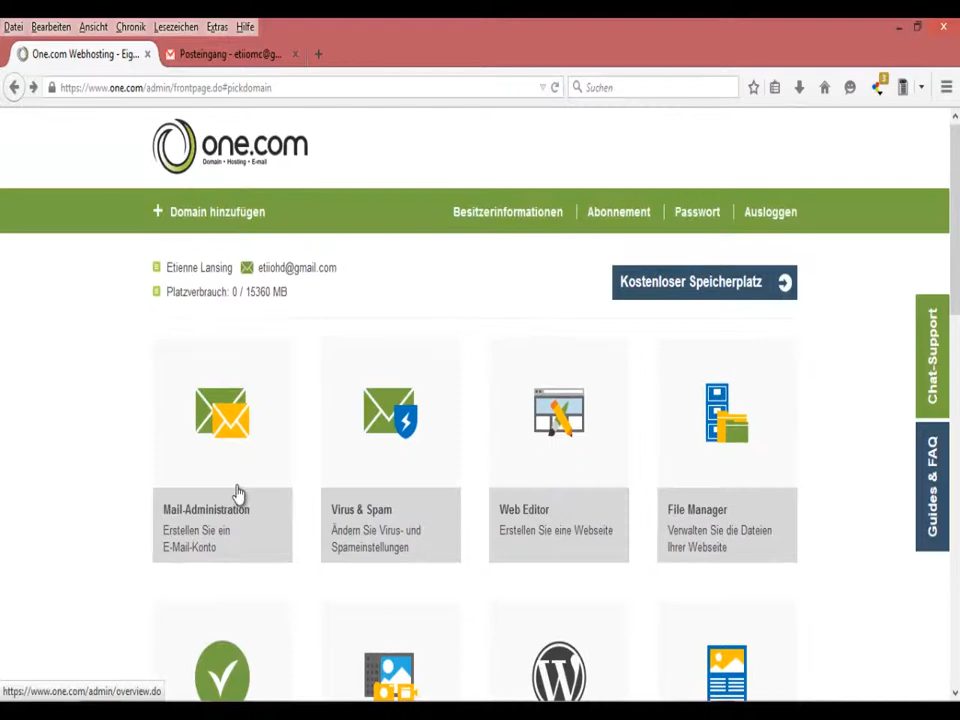 Datei Bearbeiten Ansicht Chronik Lesezeichen Extras Hilfe
One.com Webhosting - Eig... × Posteingang - etiiomc@g... × +
https://www.one.com/admin/frontpage.do#pickdomain Suchen 3
one.com
Domain • Hosting • E-mail
+ Domain hinzufügen Besitzerinformationen Abonnement Passwort Ausloggen
Etienne Lansing etiiohd@gmail.com
Platzverbrauch: 0 / 15360 MB
Kostenloser Speicherplatz
Chat-Support
Guides & FAQ
Mail-Administration
Erstellen Sie ein
E-Mail-Konto
Virus & Spam
Ändern Sie Virus- und
Spameinstellungen
Web Editor
Erstellen Sie eine Webseite
File Manager
Verwalten Sie die Dateien
Ihrer Webseite
https://www.one.com/admin/overview.do